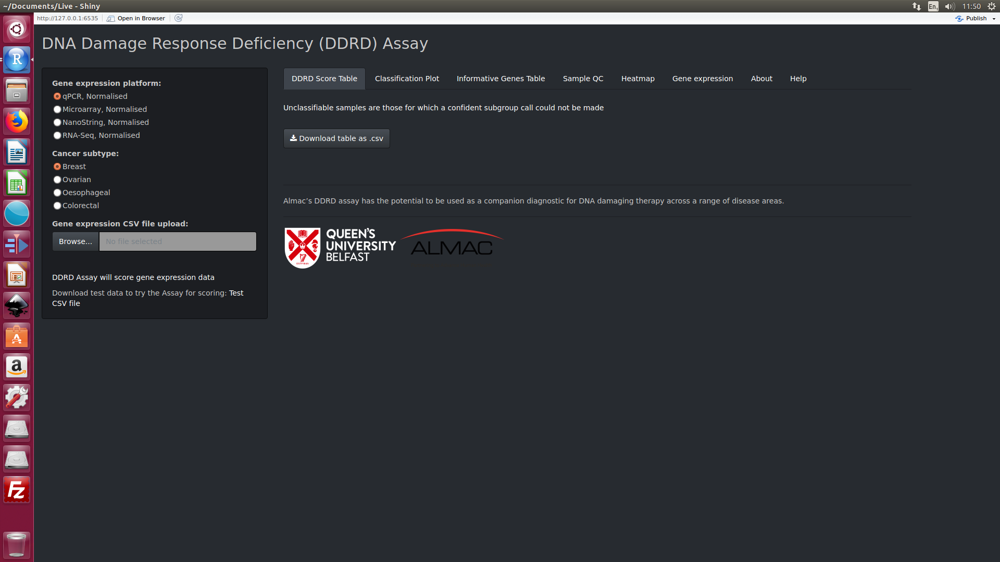 ~/Documents/Live - Shiny
En1
11:50
http://127.0.0.1:6535
Open in Browser
Publish
DNA Damage Response Deficiency (DDRD) Assay
Gene expression platform:
qPCR, Normalised
Microarray, Normalised
NanoString, Normalised
RNA-Seq, Normalised
Cancer subtype:
Breast
Ovarian
Oesophageal
Colorectal
Gene expression CSV file upload:
Browse...
No file selected
DDRD Assay will score gene expression data
Download test data to try the Assay for scoring: Test
CSV file
DDRD Score Table
Classification Plot
Informative Genes Table
Sample QC
Heatmap
Gene expression
About
Help
Unclassifiable samples are those for which a confident subgroup call could not be made
Download table as .csv
Almac’s DDRD assay has the potential to be used as a companion diagnostic for DNA damaging therapy across a range of disease areas.
QUEEN'S
UNIVERSITY
BELFAST
ALMAC
R
A
a
Fz